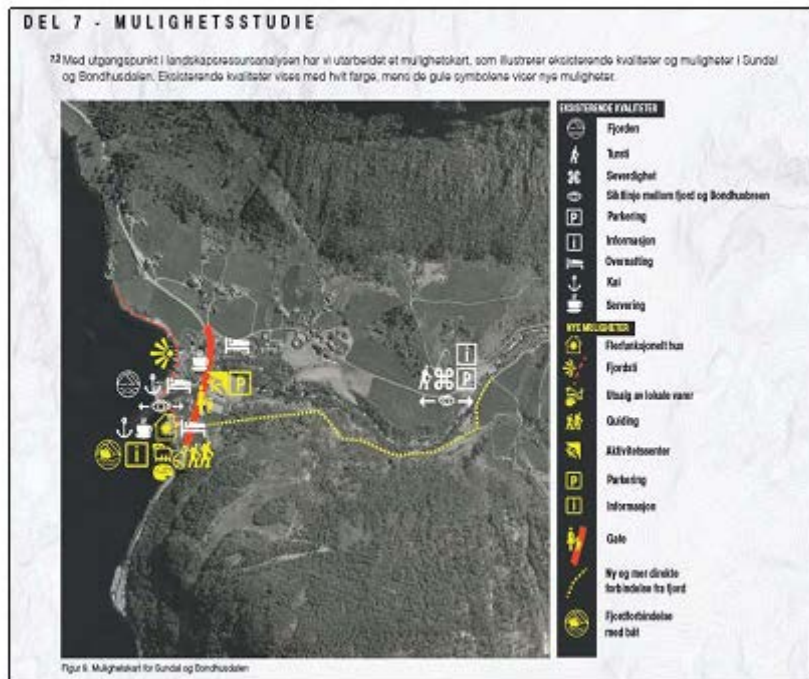 DEL 7 - MULIGHETSSTUDIE
7.2 Med utgangspunkt i landskapsressursanalysen har vi utarbeidet et mulighetskart, som illustrerer eksisterende kvaliteter og muligheter i Sundal
og Bondhusdalen. Eksisterende kvaliteter vises med hvit farge, mens de gule symbolene viser nye muligheter.
EKSISTERENDE KVALITETER
Fjorden
Tursti
Severdighet
Siktlinje mellom fjord og Bondhusbreen
P Parkering
i Informasjon
Overnatting
Kai
Servering
NYE MULIGHETER
Flerfunksjonelt hus
Fjordsti
Utsalg av lokale varer
Guiding
Aktivitetssenter
P Parkering
i Informasjon
Gate
Ny og mer direkte
forbindelse fra fjord
Fjordforbindelse
med båt
P
i
P
i
Figur 9. Mulighetskart for Sundal og Bondhusdalen